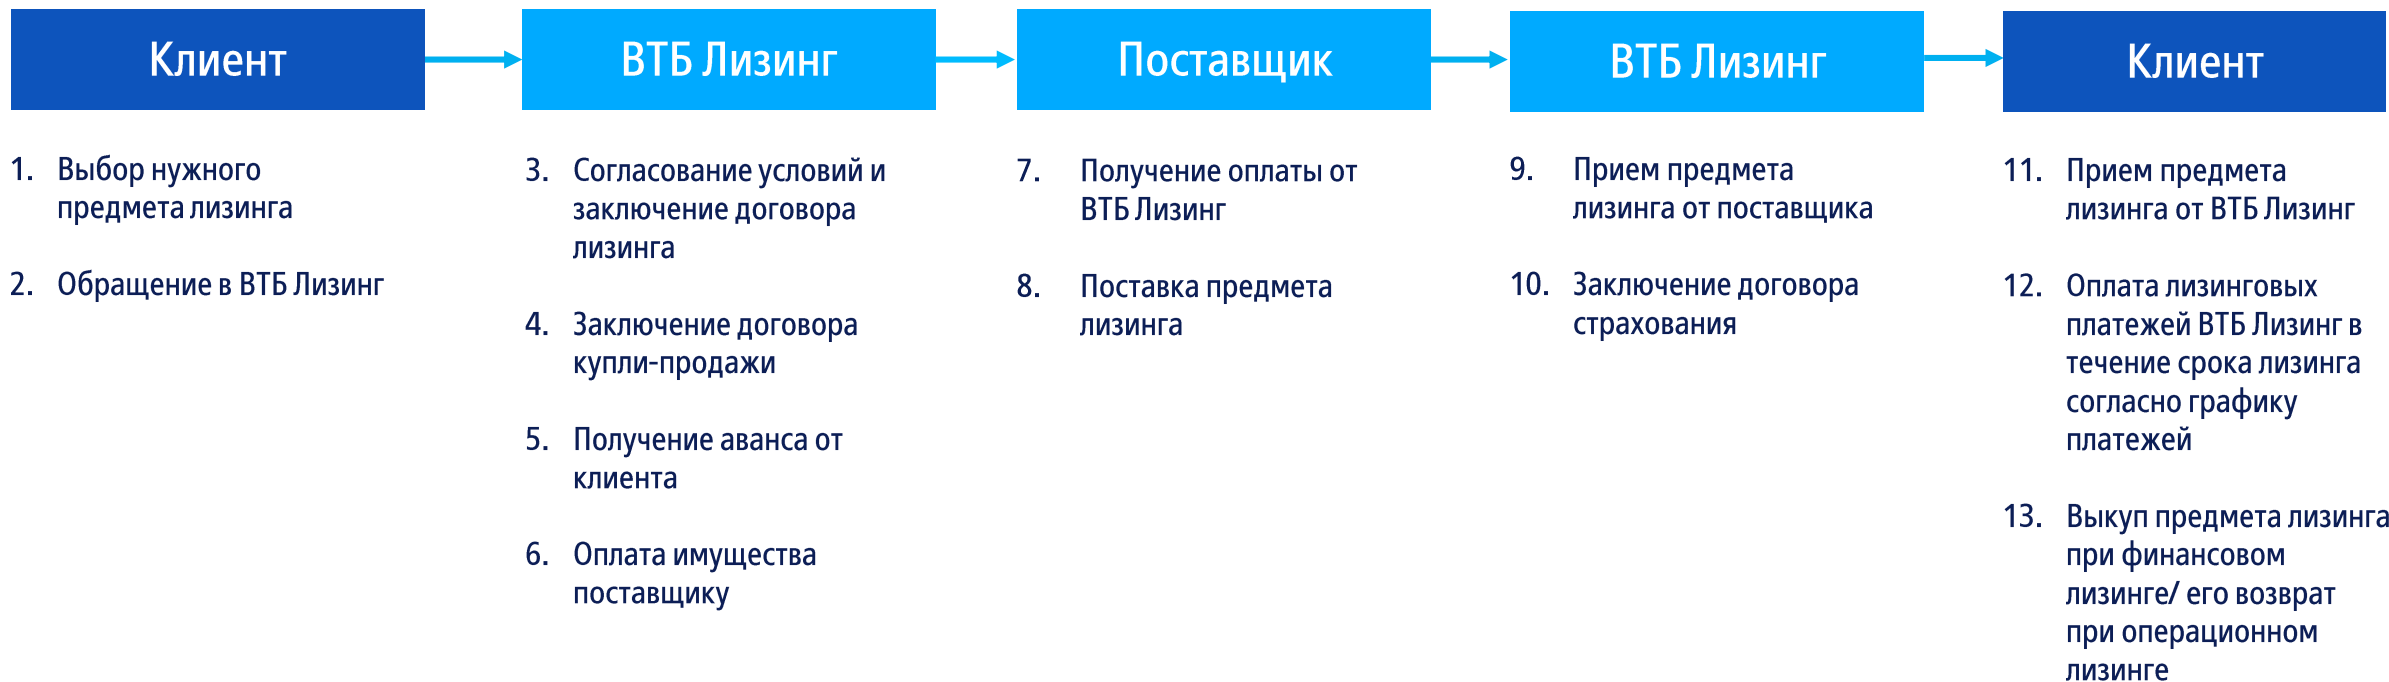 Клиент
1. Выбор нужного
предмета лизинга
2. Обращение в ВТБ Лизинг
ВТБ Лизинг
3. Согласование условий и
заключение договора
лизинга
4. Заключение договора
купли-продажи
5. Получение аванса от
клиента
6. Оплата имущества
поставщику
Поставщик
7. Получение оплаты от
ВТБ Лизинг
8. Поставка предмета
лизинга
ВТБ Лизинг
9. Прием предмета
лизинга от поставщика
10. Заключение договора
страхования
Клиент
11. Прием предмета
лизинга от ВТБ Лизинг
12. Оплата лизинговых
платежей ВТБ Лизинг в
течение срока лизинга
согласно графику
платежей
13. Выкуп предмета лизинга
при финансовом
лизинге/ его возврат
при операционном
лизинге